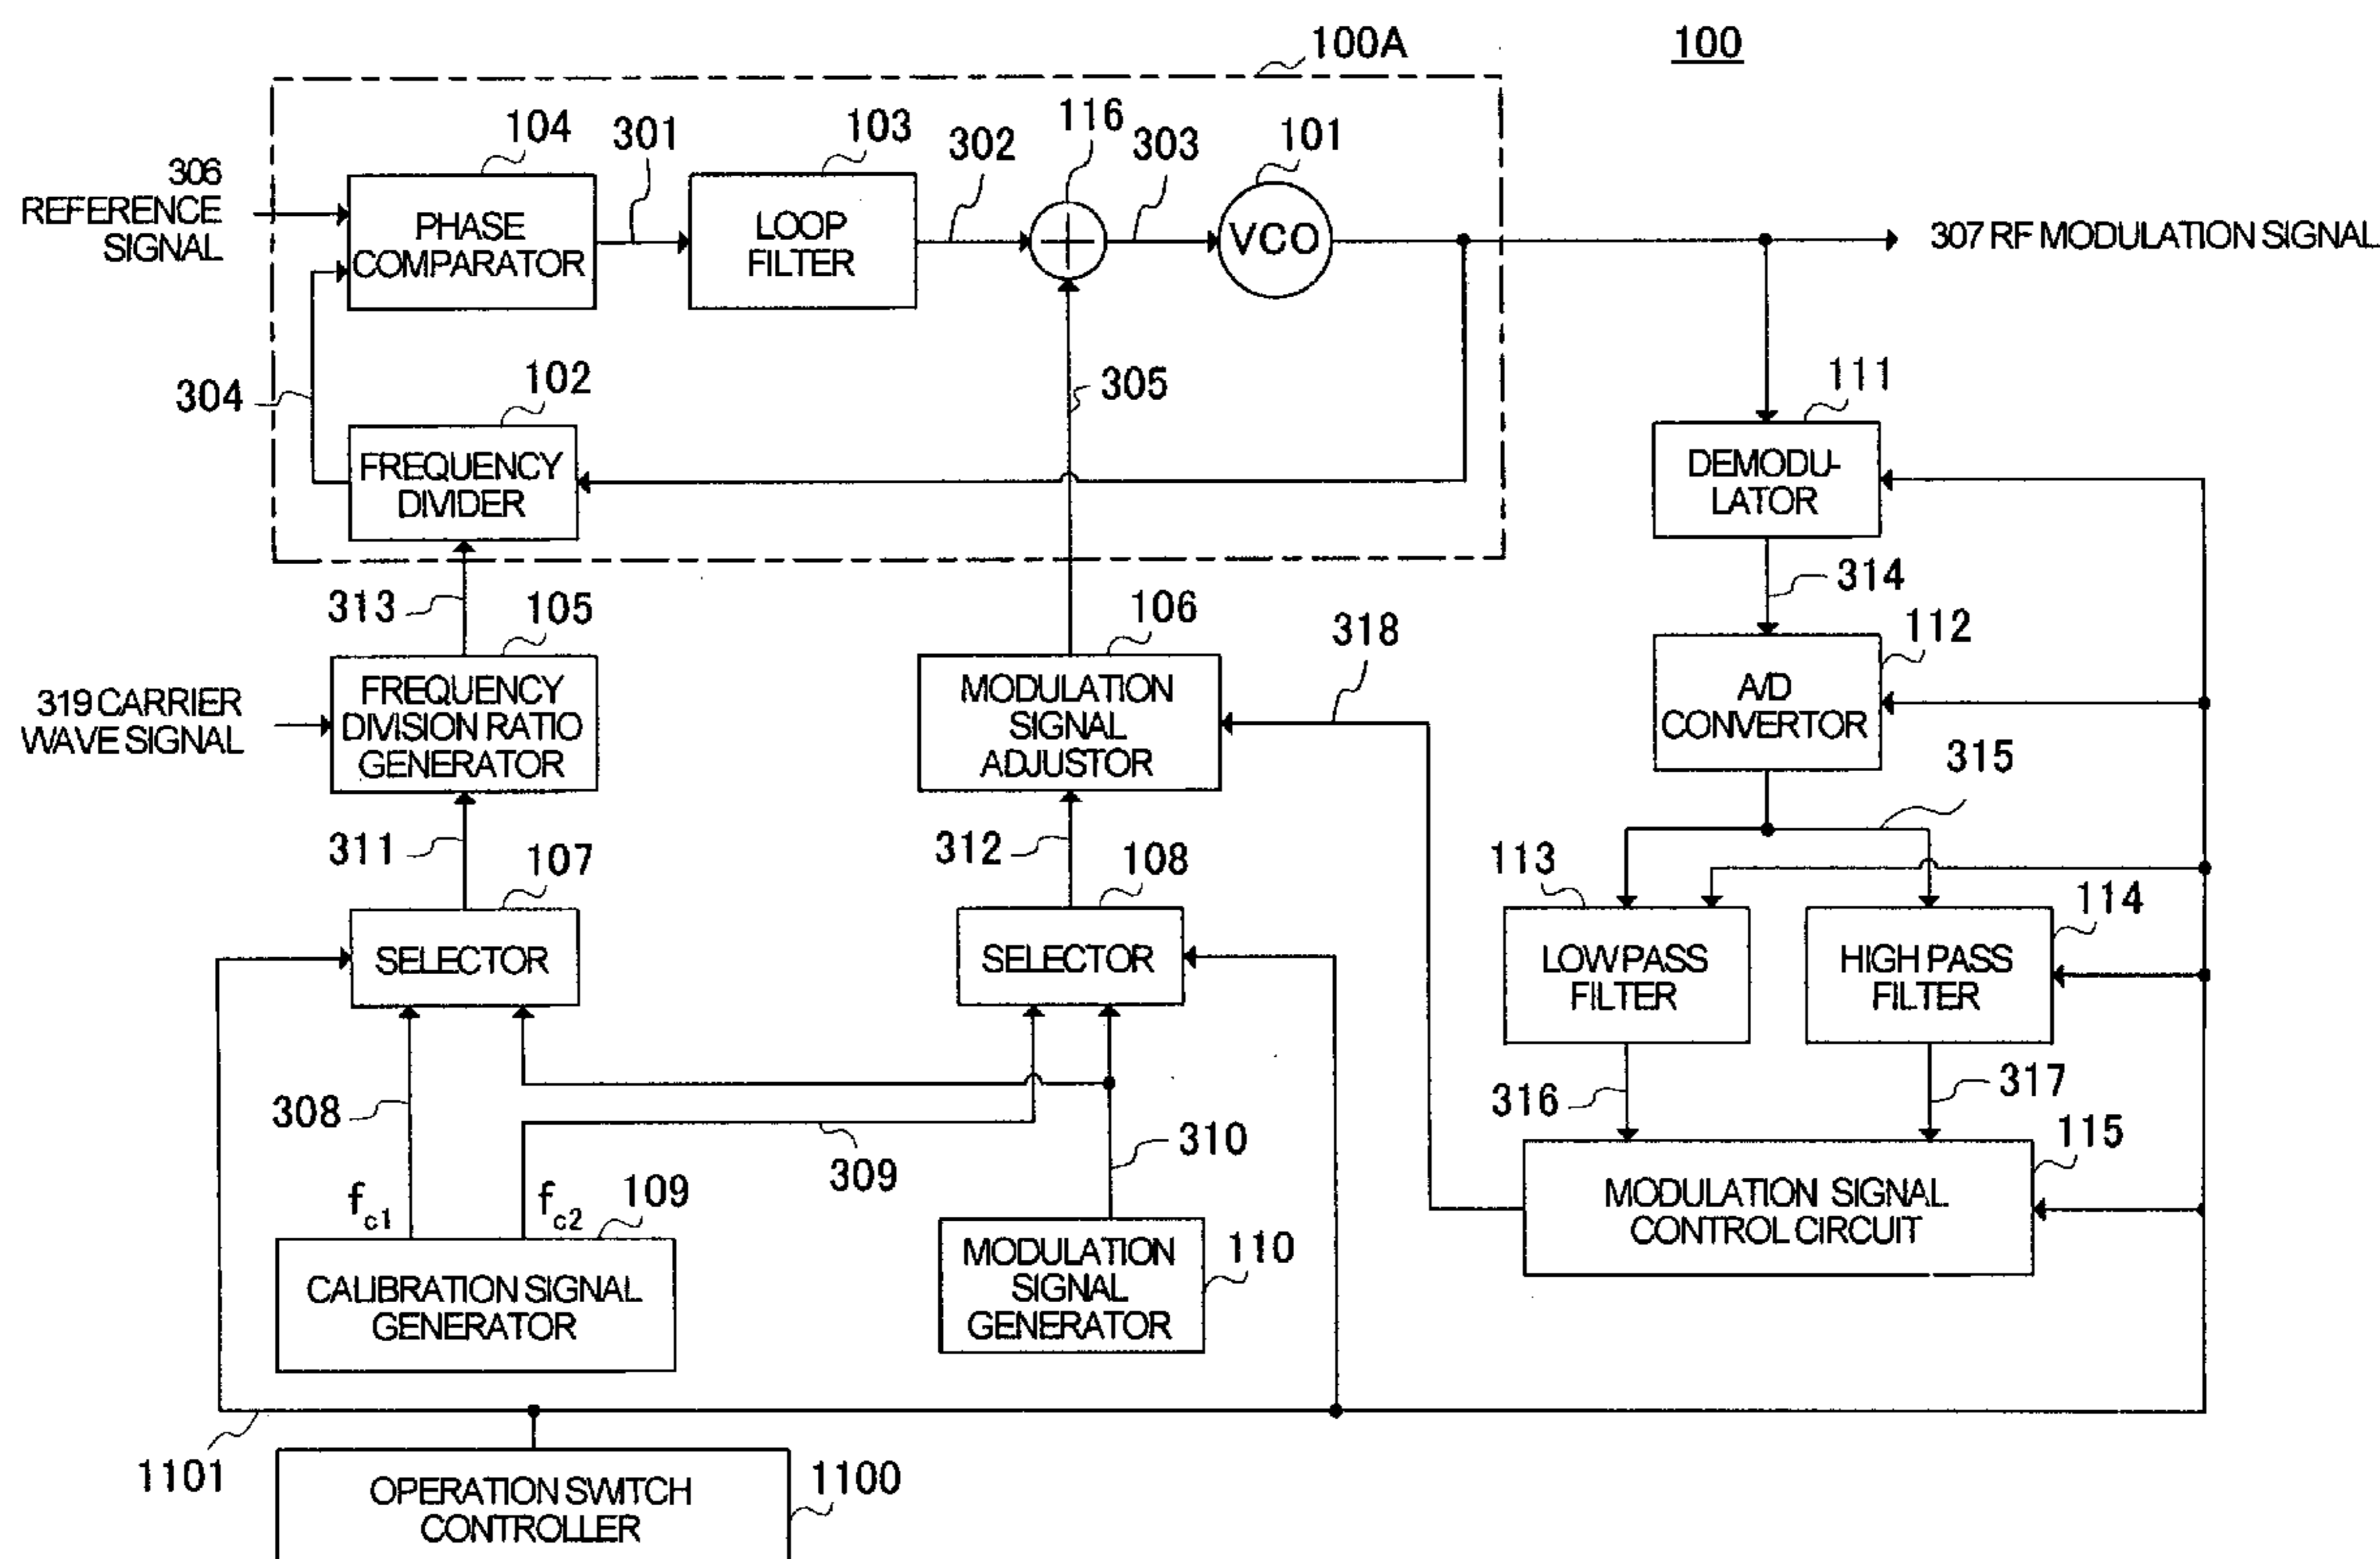 100
100A
104
301
103
302
116
303
101
306
REFERENCE
SIGNAL
PHASE
COMPARATOR
LOOP
FILTER
VCO
307 RF MODULATION SIGNAL
304
102
305
111
FREQUENCY
DIVIDER
DEMODU-
LATOR
313
105
106
318
314
112
319 CARRIER
WAVE SIGNAL
FREQUENCY
DIVISION RATIO
GENERATOR
MODULATION
SIGNAL
ADJUSTOR
A/D
CONVERTOR
315
311
107
312
108
113
114
SELECTOR
SELECTOR
LOW PASS
FILTER
HIGH PASS
FILTER
308
309
310
316
317
115
fc1
fc2
109
CALIBRATION SIGNAL
GENERATOR
MODULATION
SIGNAL
GENERATOR
110
MODULATION SIGNAL
CONTROL CIRCUIT
1101
OPERATION SWITCH
CONTROLLER
1100